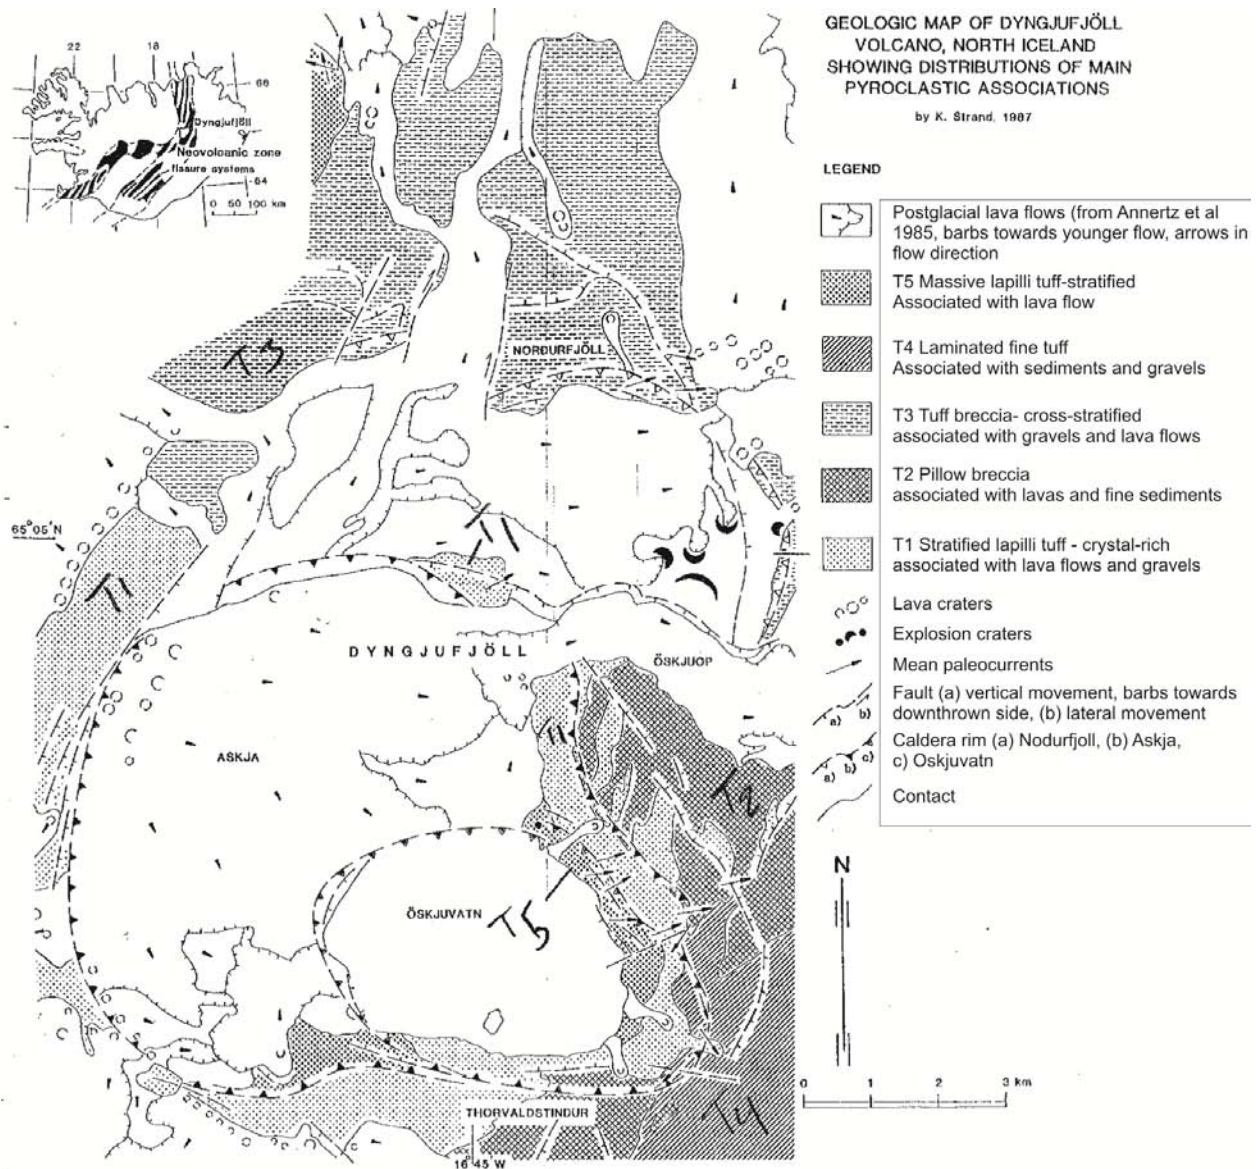 GEOLOGIC MAP OF DYNGJUFJÖLL
VOLCANO, NORTH ICELAND
SHOWING DISTRIBUTIONS OF MAIN
PYROCLASTIC ASSOCIATIONS
by K. Strand, 1987
22
18
66
Dyngjufjöll
Neovolcanic zone
fissure systems
64
0 50 100 km
LEGEND
Postglacial lava flows (from Annertz et al
1985, barbs towards younger flow, arrows in
flow direction
T5 Massive lapilli tuff-stratified
Associated with lava flow
T4 Laminated fine tuff
Associated with sediments and gravels
T3 Tuff breccia- cross-stratified
associated with gravels and lava flows
T2 Pillow breccia
associated with lavas and fine sediments
T1 Stratified lapilli tuff - crystal-rich
associated with lava flows and gravels
Lava craters
Explosion craters
Mean paleocurrents
a) b)
Fault (a) vertical movement, barbs towards
downthrown side, (b) lateral movement
a) b) c)
Caldera rim (a) Nodurfjoll, (b) Askja,
c) Oskjuvatn
Contact
T3
NORDURFJÖLL
65°05'N
T1
T1
DYNGJUFJÖLL
ÖSKJUOP
T1
ASKJA
T2
ÖSKJUVATN
T5
N
T4
THORVALDSTINDUR
16°45'W
0 1 2 3 km